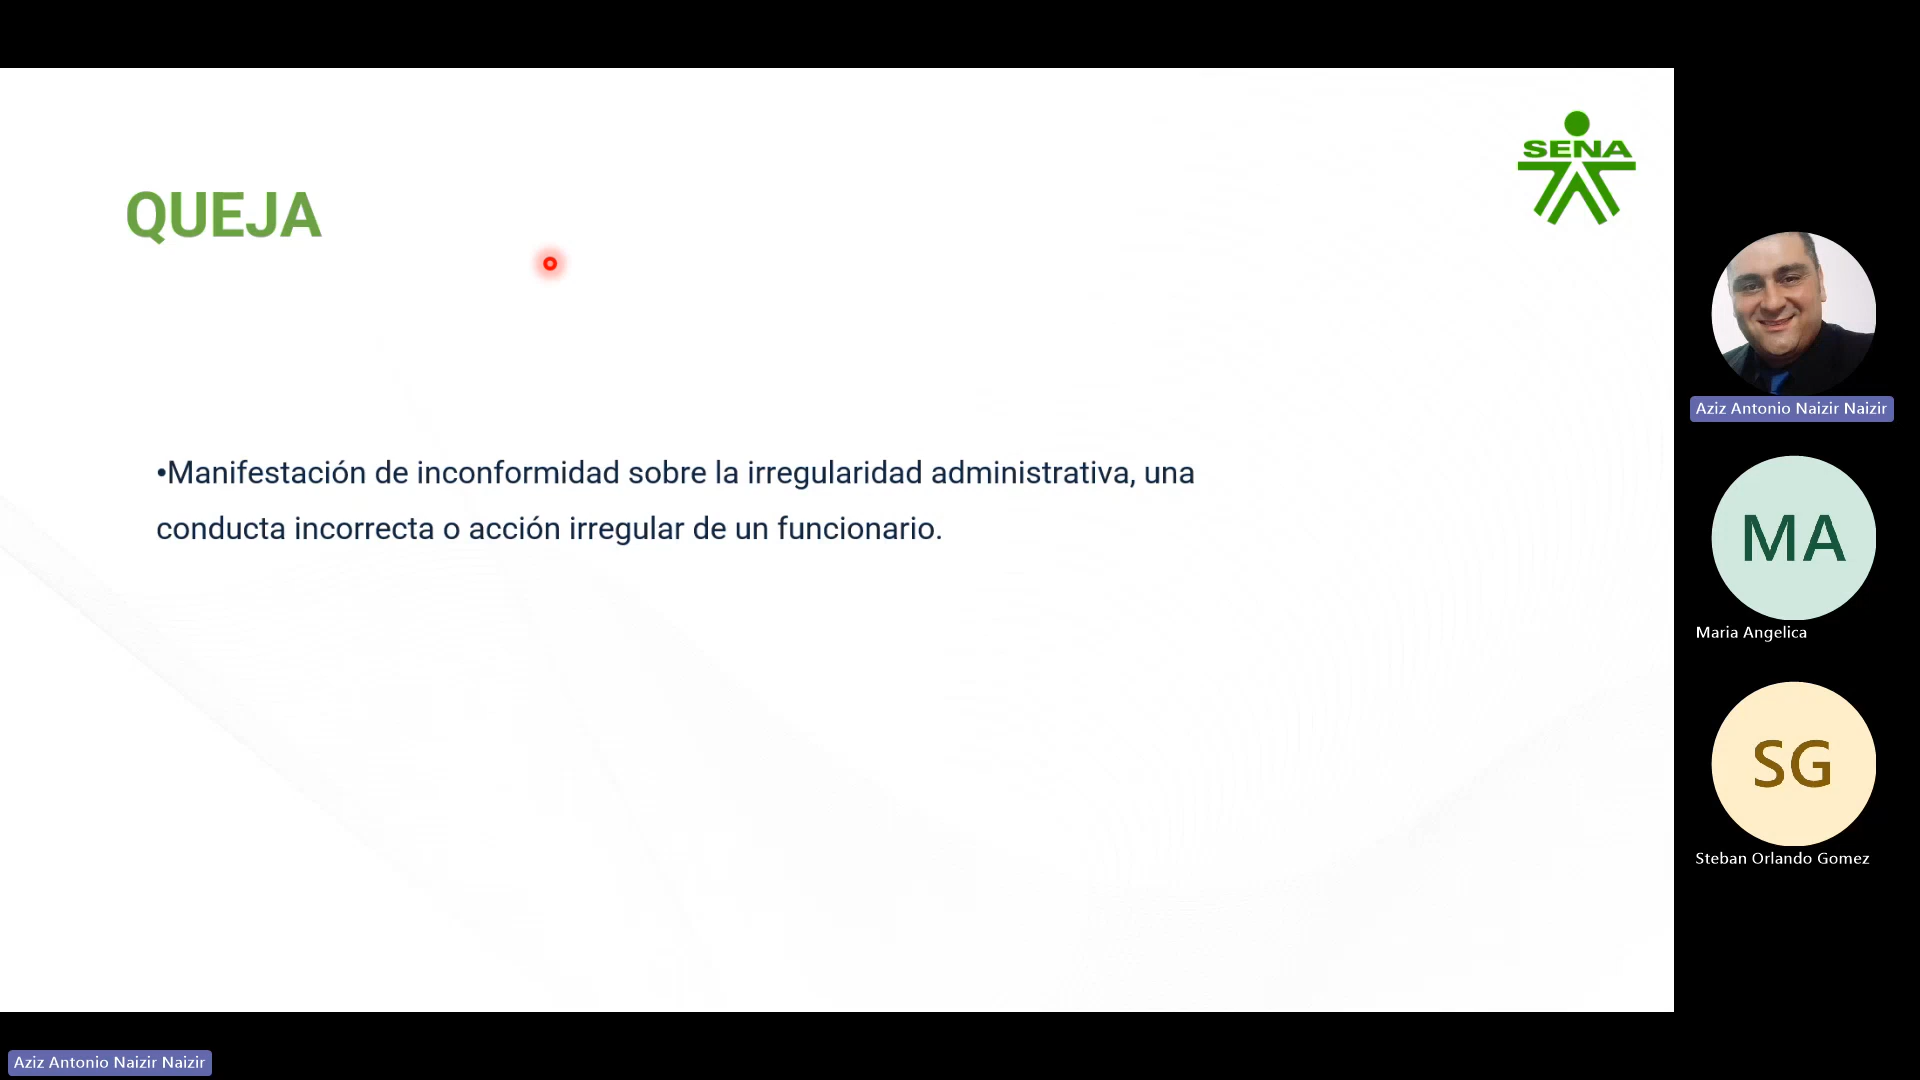 SENA
QUEJA
•Manifestación de inconformidad sobre la irregularidad administrativa, una
conducta incorrecta o acción irregular de un funcionario.
Aziz Antonio Naizir Naizir
MA
Maria Angelica
SG
Steban Orlando Gomez
Aziz Antonio Naizir Naizir